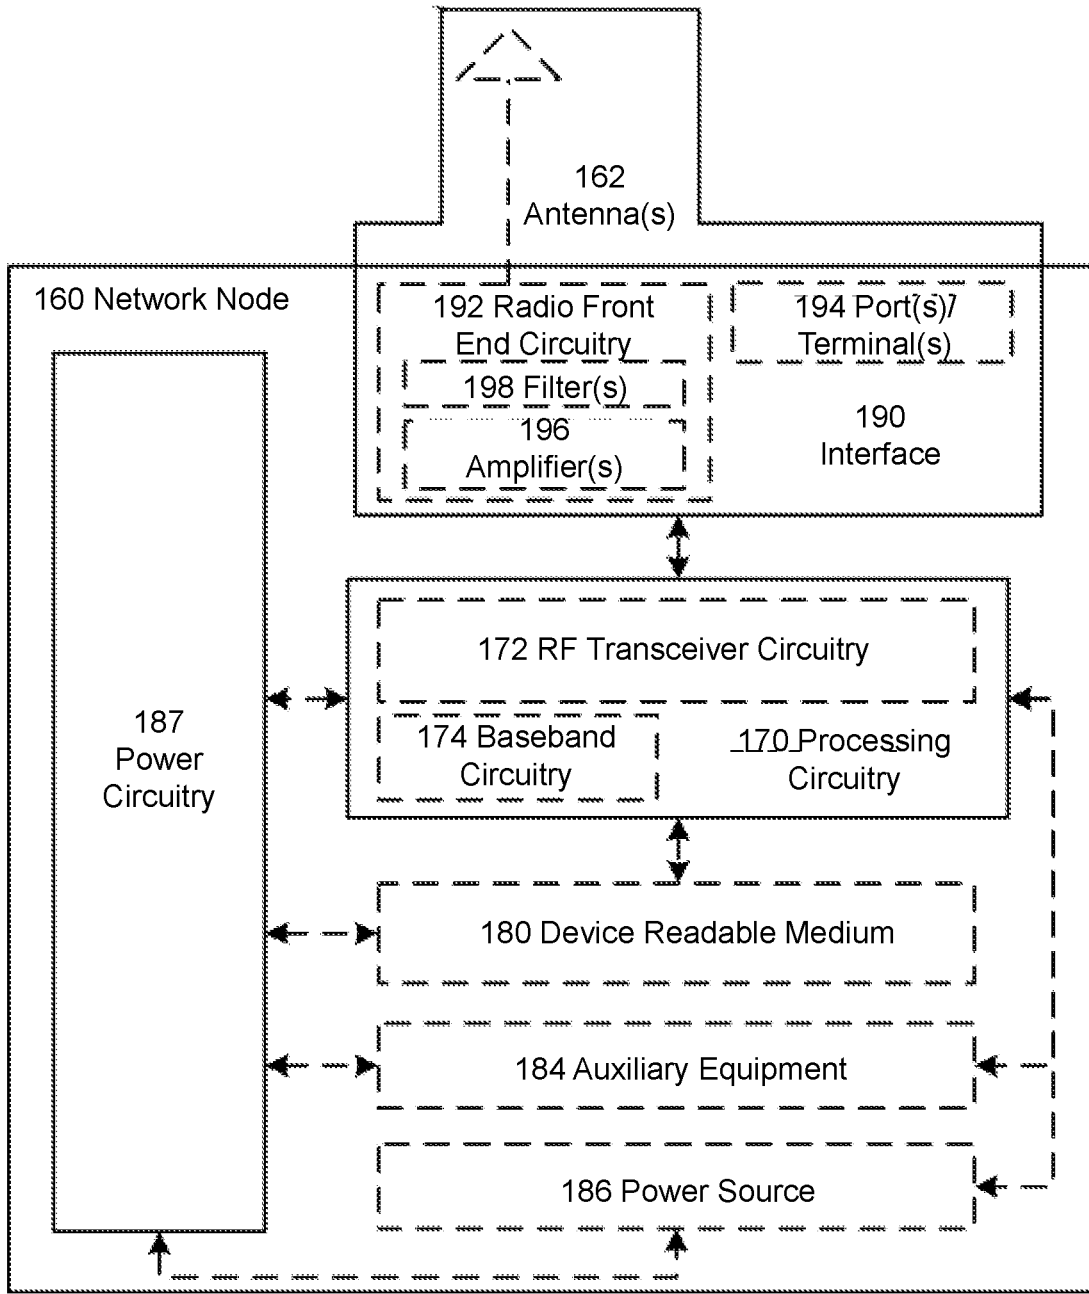 162
Antenna(s)
160 Network Node
192 Radio Front
End Circuitry
194 Port(s)/
Terminal(s)
198 Filter(s)
196
Amplifier(s)
190
Interface
172 RF Transceiver Circuitry
187
Power
Circuitry
174 Baseband
Circuitry
170 Processing
Circuitry
180 Device Readable Medium
184 Auxiliary Equipment
186 Power Source